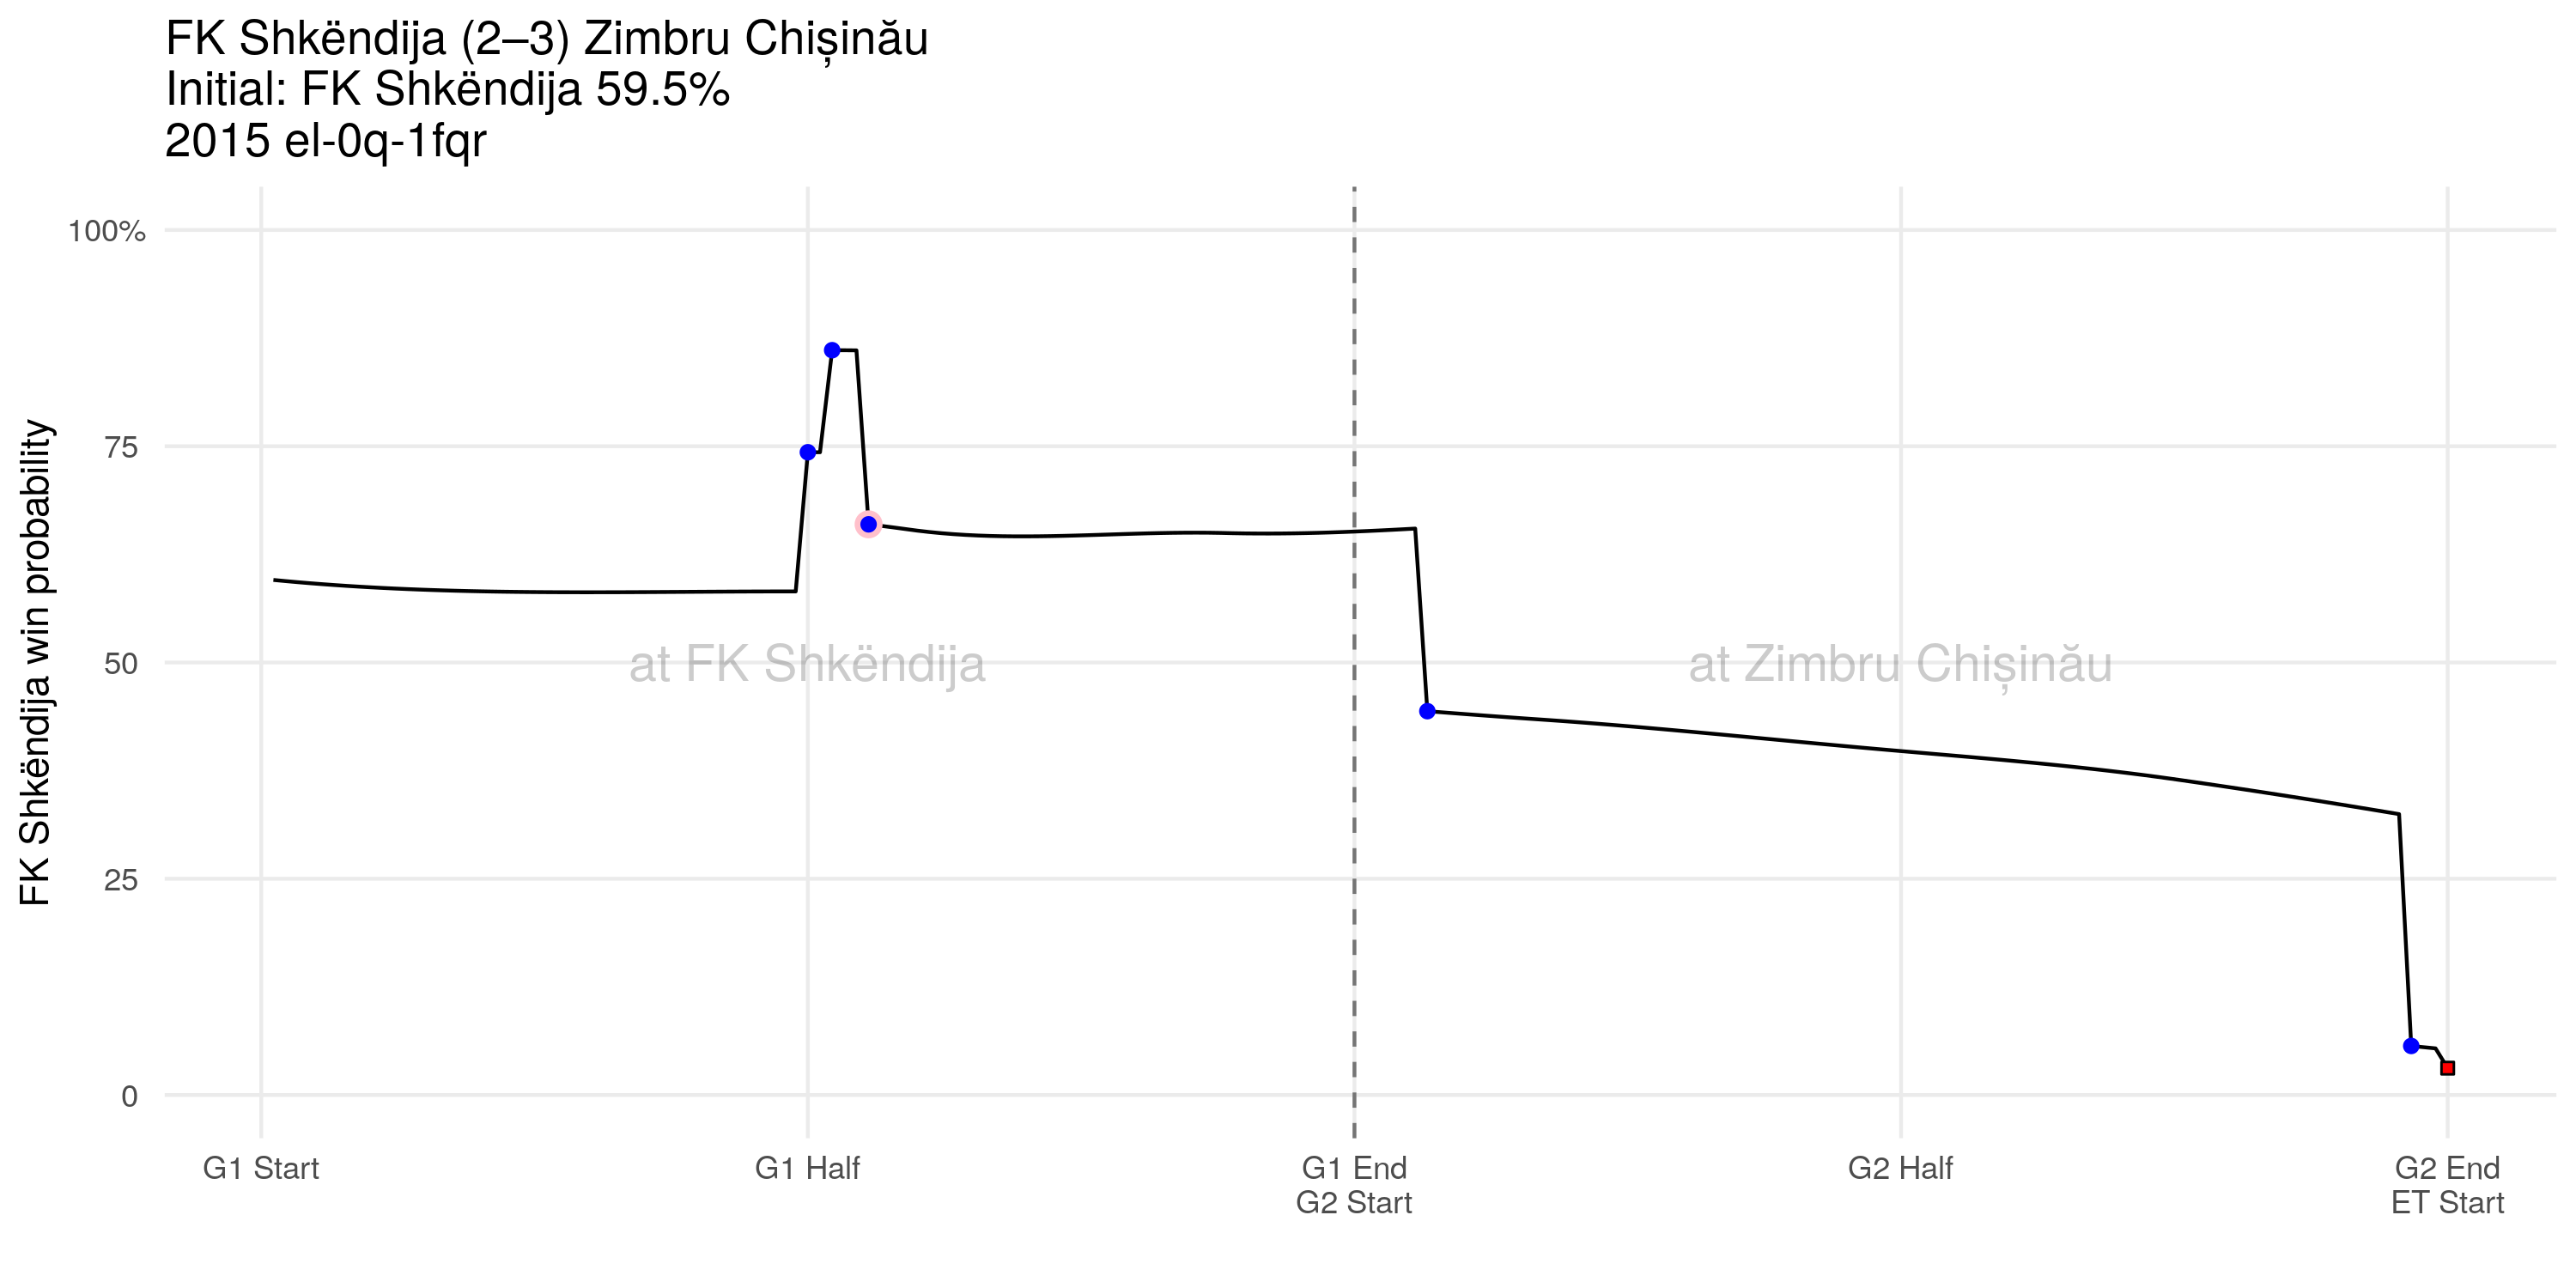 FK Shkëndija (2–3) Zimbru Chișinău
Initial: FK Shkëndija 59.5%
2015 el-0q-1fqr
FK Shkëndija win probability
100%
75
50
25
0
at FK Shkëndija
at Zimbru Chișinău
G1 Start
G1 Half
G1 End
G2 Start
G2 Half
G2 End
ET Start